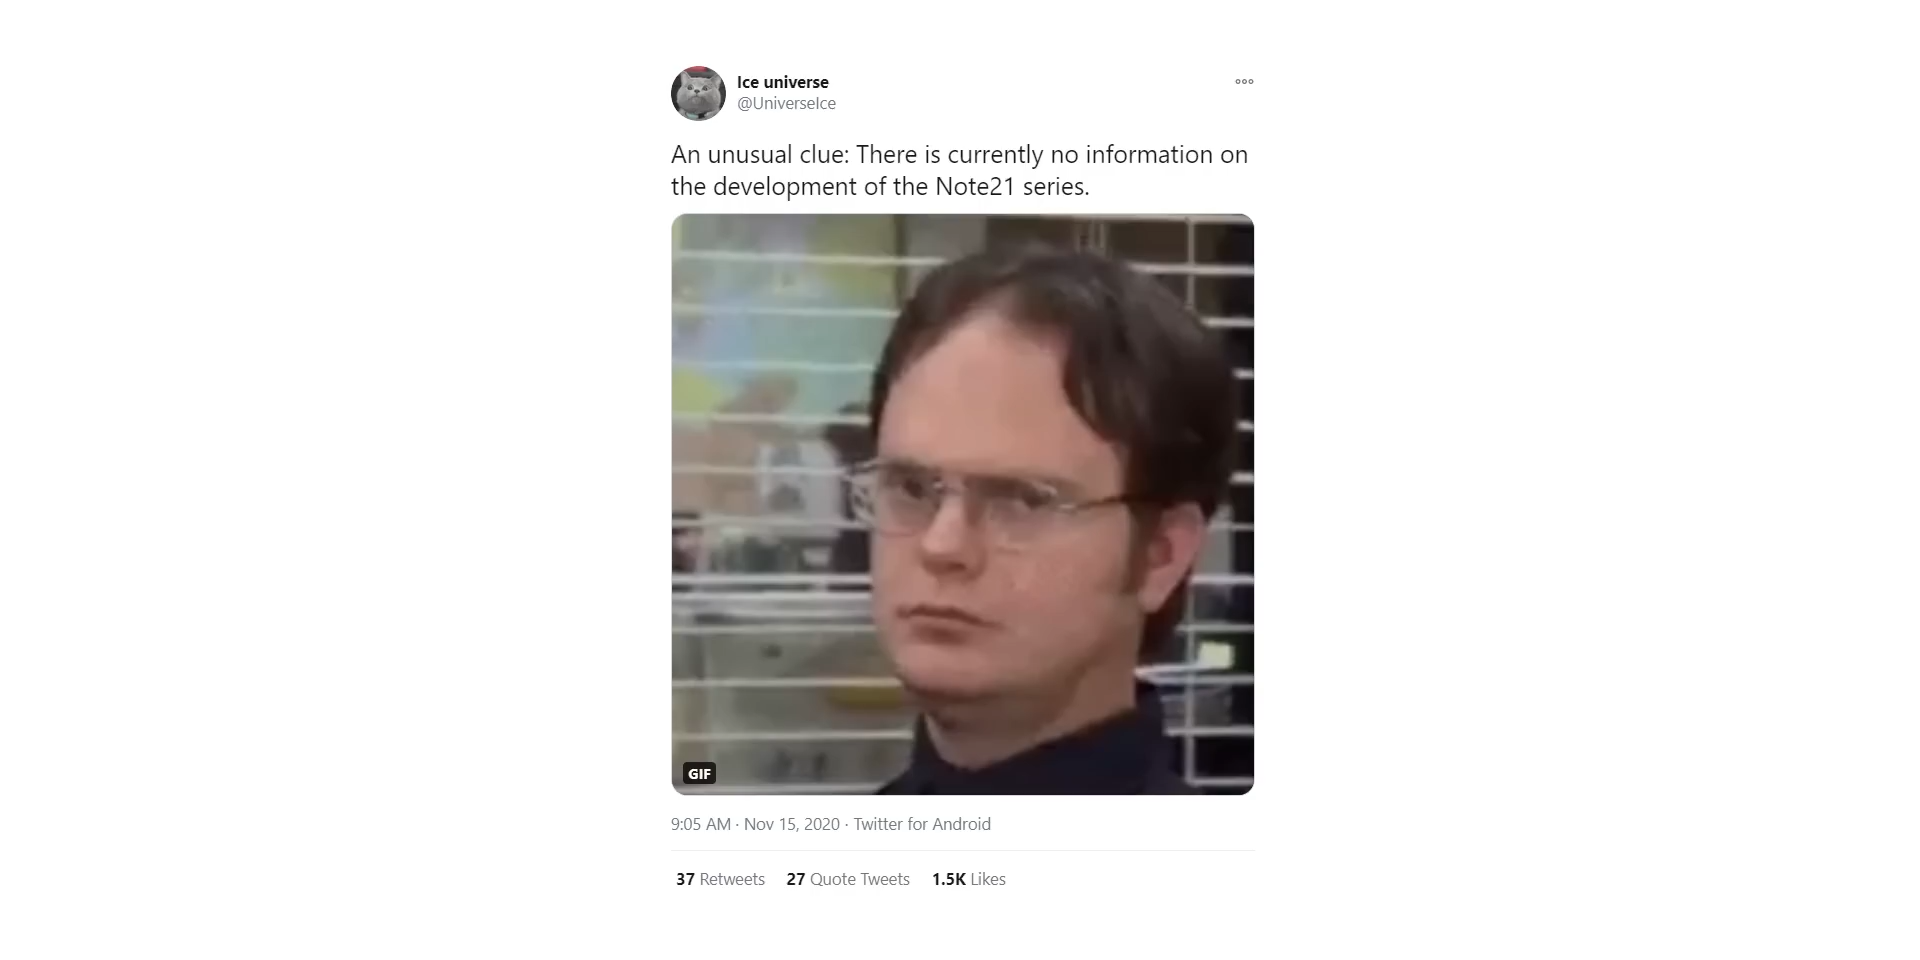 Ice universe
@UniverseIce
An unusual clue: There is currently no information on
the development of the Note21 series.
GIF
9:05 AM · Nov 15, 2020 · Twitter for Android
37 Retweets 27 Quote Tweets 1.5K Likes